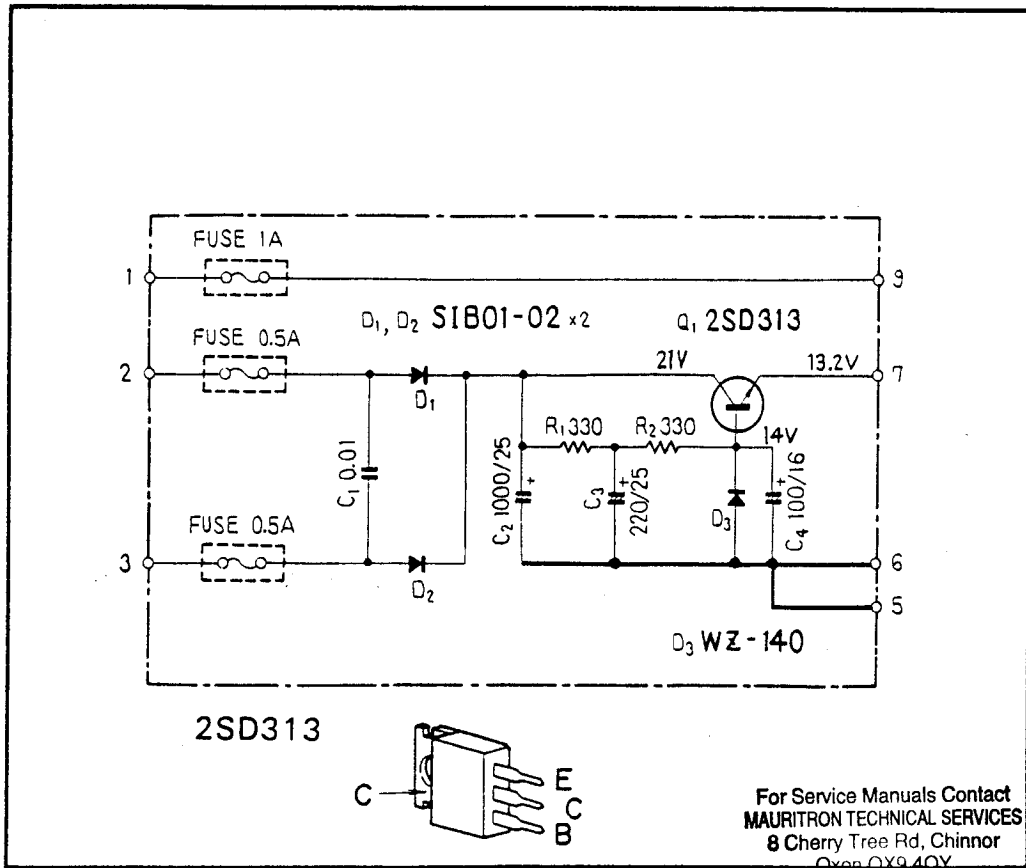 FUSE 1A
1
9
D₁, D₂ SIB01-02 ×2
Q₁ 2SD313
FUSE 0.5A
21V
13.2V
2
7
D₁
R₁ 330
R₂ 330
14V
C₁ 0.01
C₂ 1000/25
C₃ 220/25
D₃
C₄ 100/16
FUSE 0.5A
3
6
D₂
5
D₃ WZ-140
2SD313
E
C
C
B
For Service Manuals Contact
MAURITRON TECHNICAL SERVICES
8 Cherry Tree Rd, Chinnor
Oxon OX9 4QY